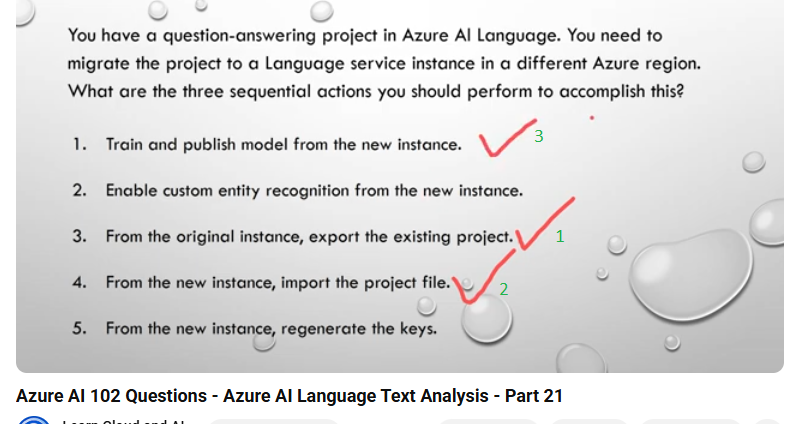 You have a question-answering project in Azure AI Language. You need to
migrate the project to a Language service instance in a different Azure region.
What are the three sequential actions you should perform to accomplish this?
1. Train and publish model from the new instance. 3
2. Enable custom entity recognition from the new instance.
3. From the original instance, export the existing project. 1
4. From the new instance, import the project file. 2
5. From the new instance, regenerate the keys.
Azure AI 102 Questions - Azure AI Language Text Analysis - Part 21
Learn Cloud and AI